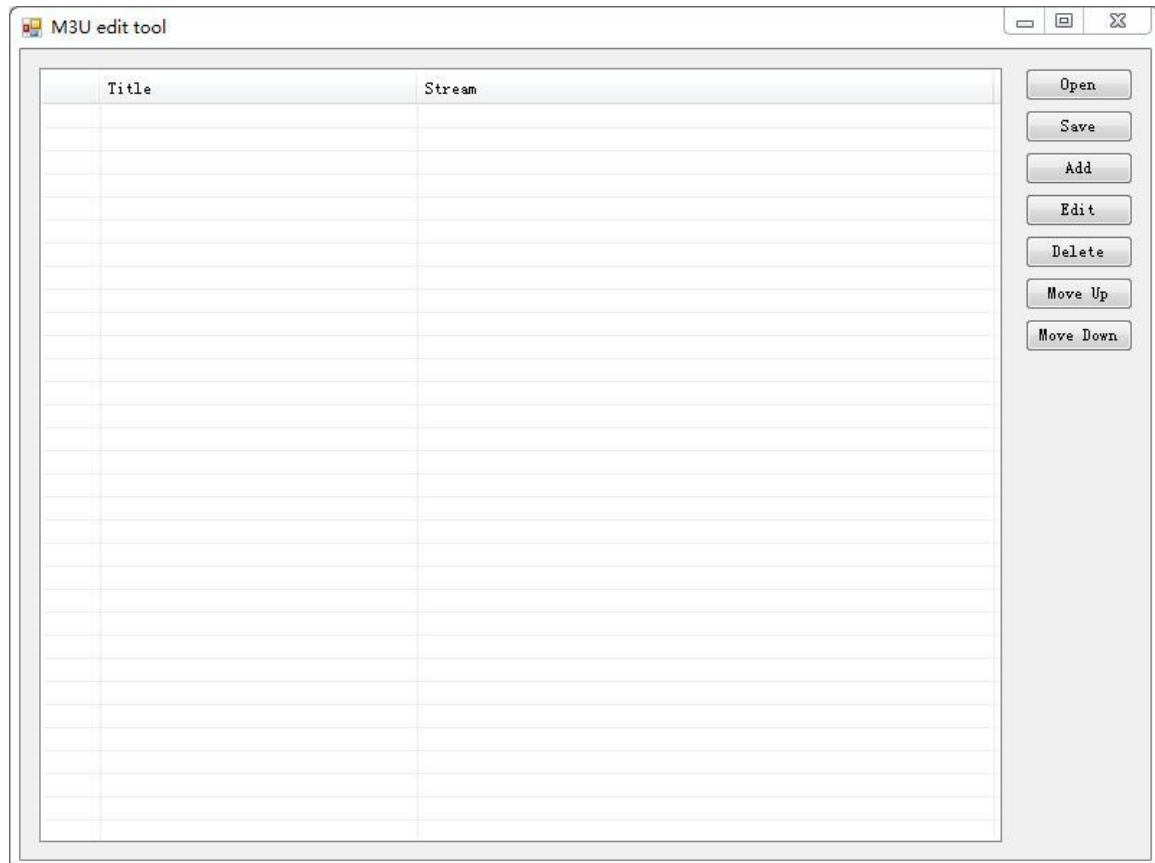 M3U edit tool
Title Stream
Open
Save
Add
Edit
Delete
Move Up
Move Down